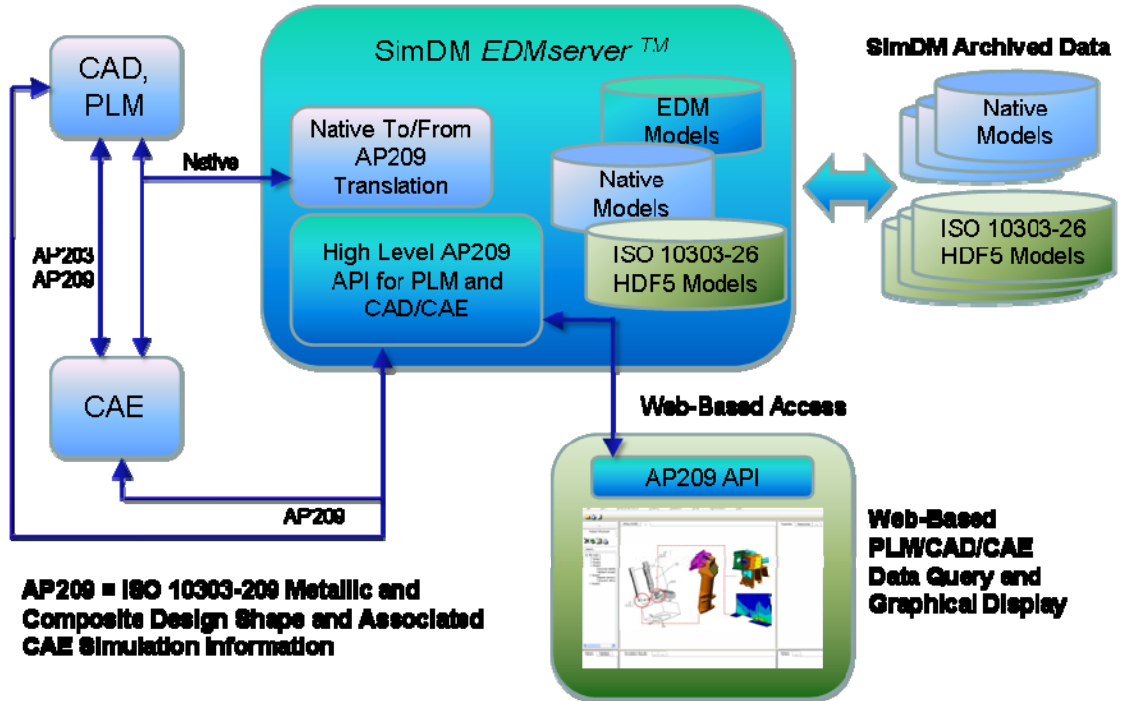 SimDM EDMserver TM
CAD,
PLM
SimDM Archived Data
EDM
Models
Native
Models
Native To/From
AP209
Translation
Native
Native
Models
High Level AP209
API for PLM and
CAD/CAE
ISO 10303-26
HDF5 Models
ISO 10303-26
HDF5 Models
AP203
AP209
CAE
Web-Based Access
AP209 API
AP209
Web-Based
PLM/CAD/CAE
Data Query and
Graphical Display
AP209 = ISO 10303-209 Metallic and
Composite Design Shape and Associated
CAE Simulation Information